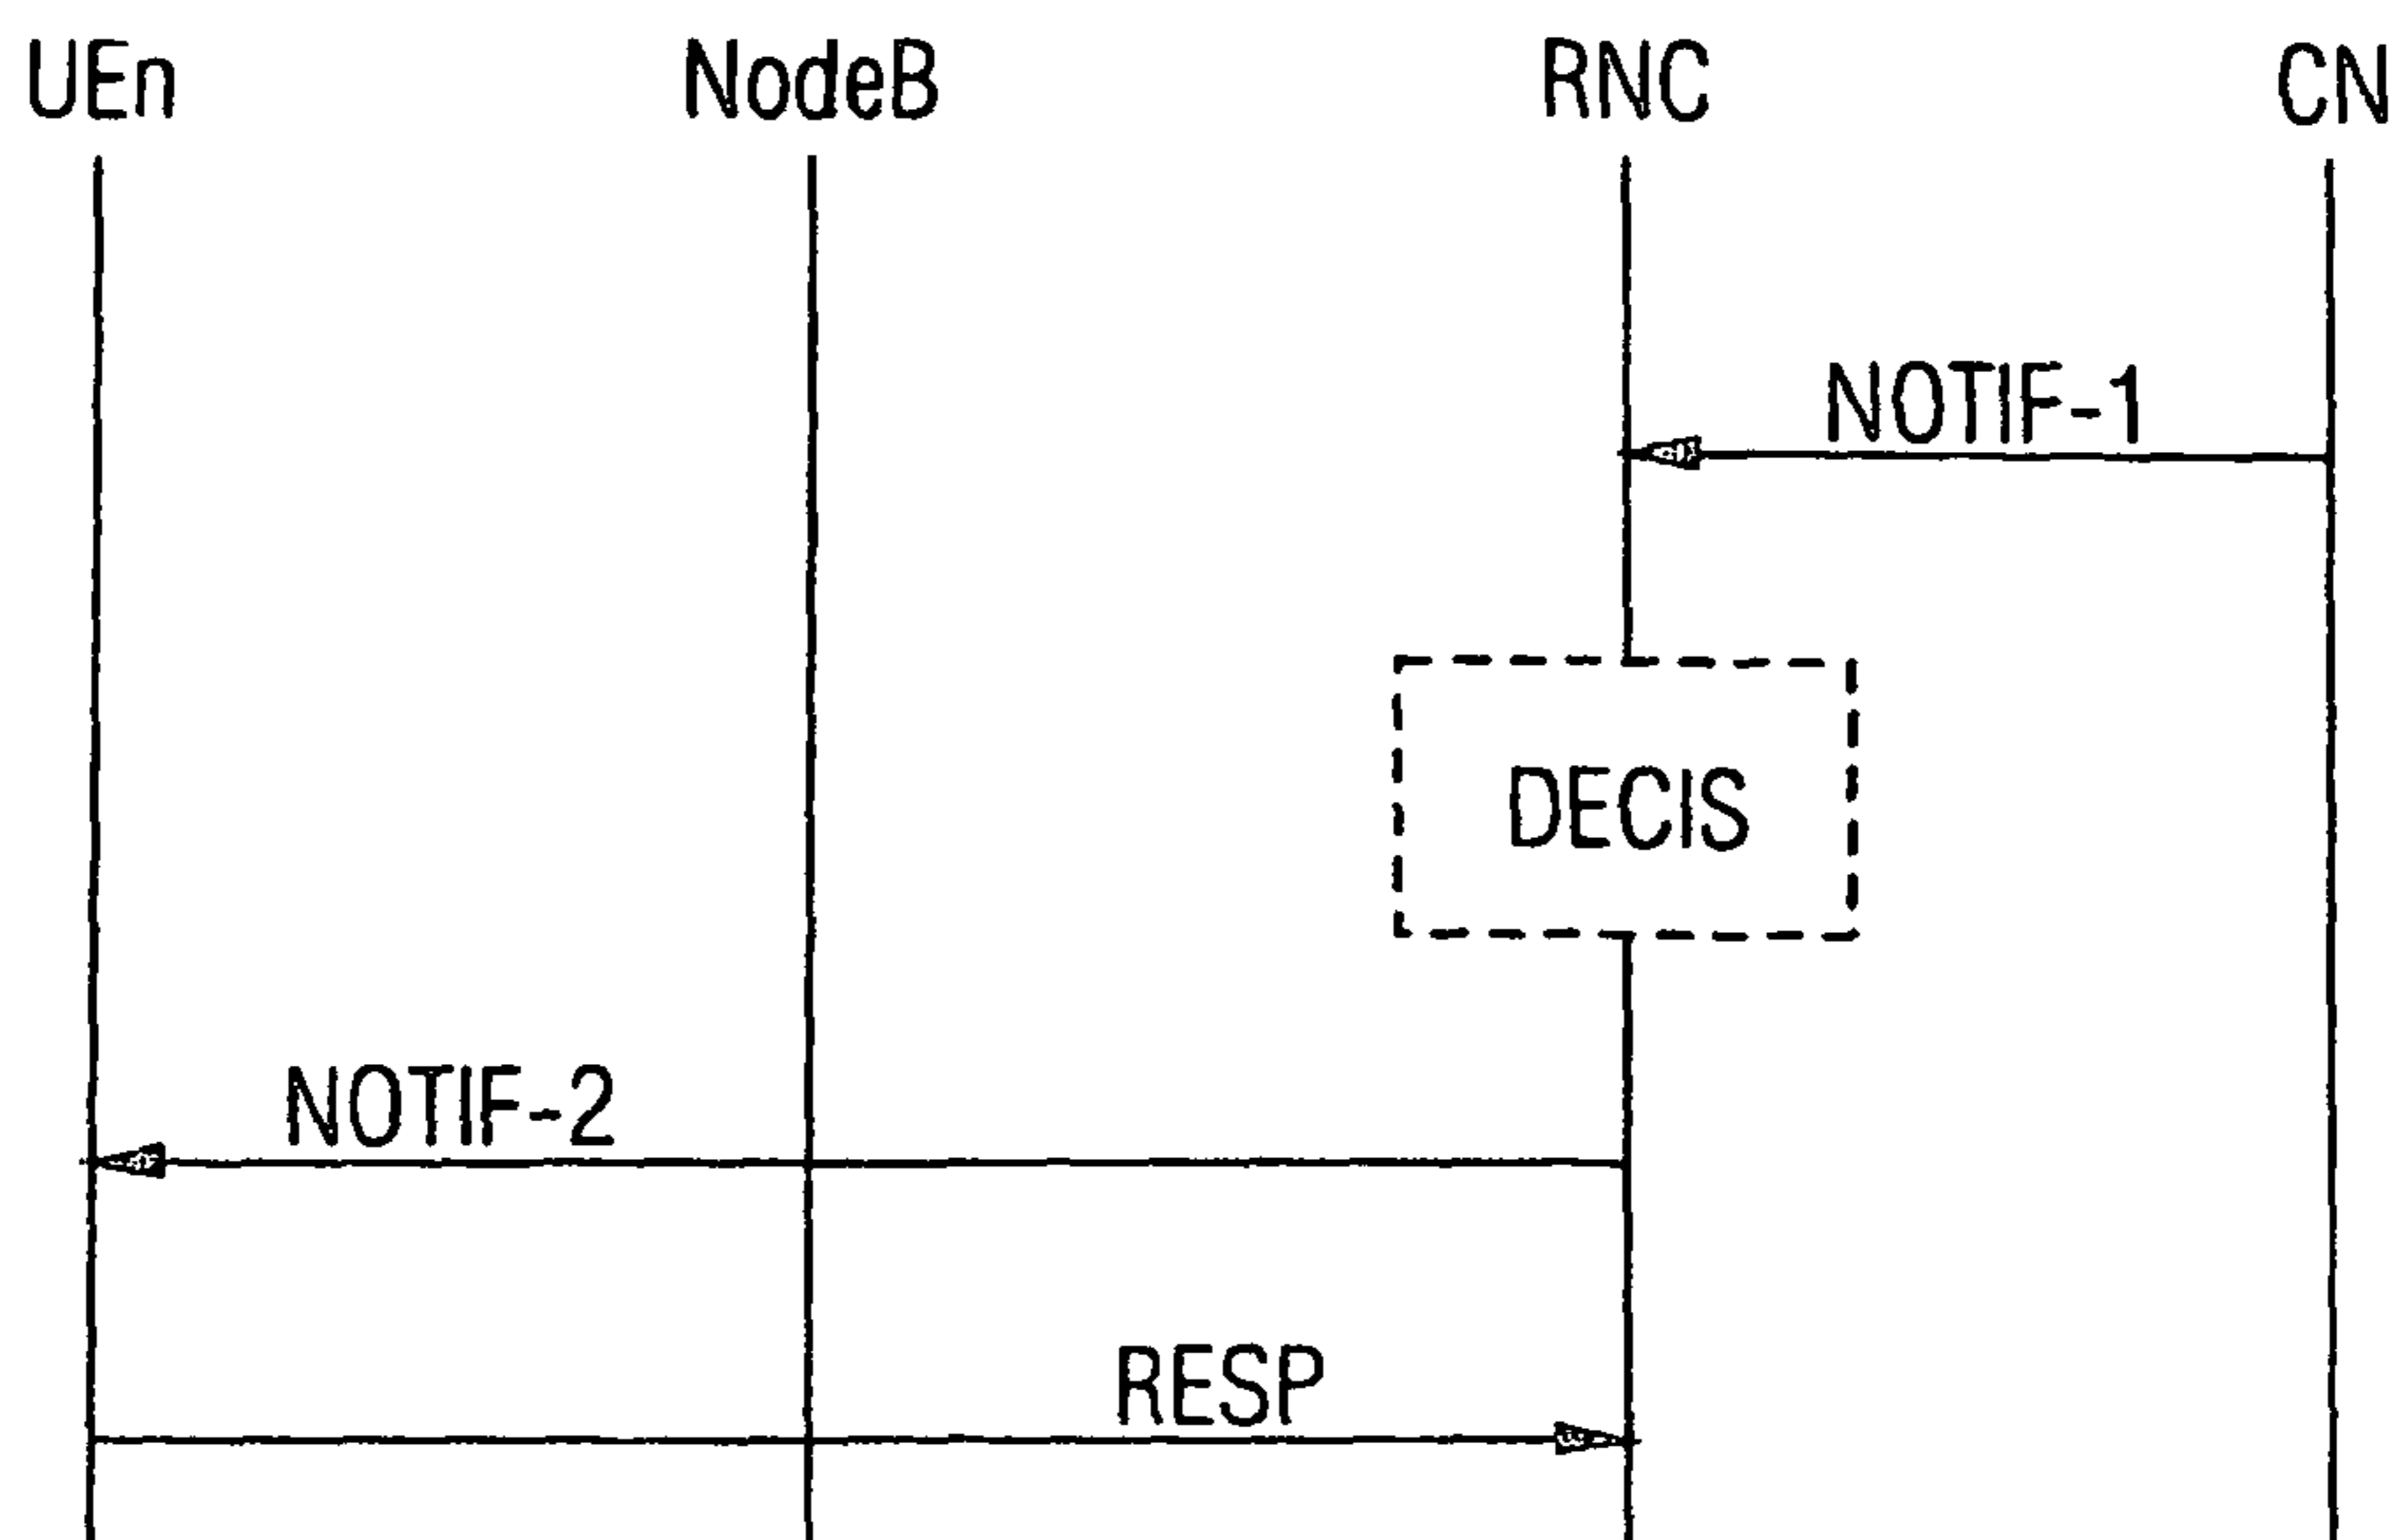 UEn NodeB RNC CN
NOTIF-1
DECIS
NOTIF-2
RESP